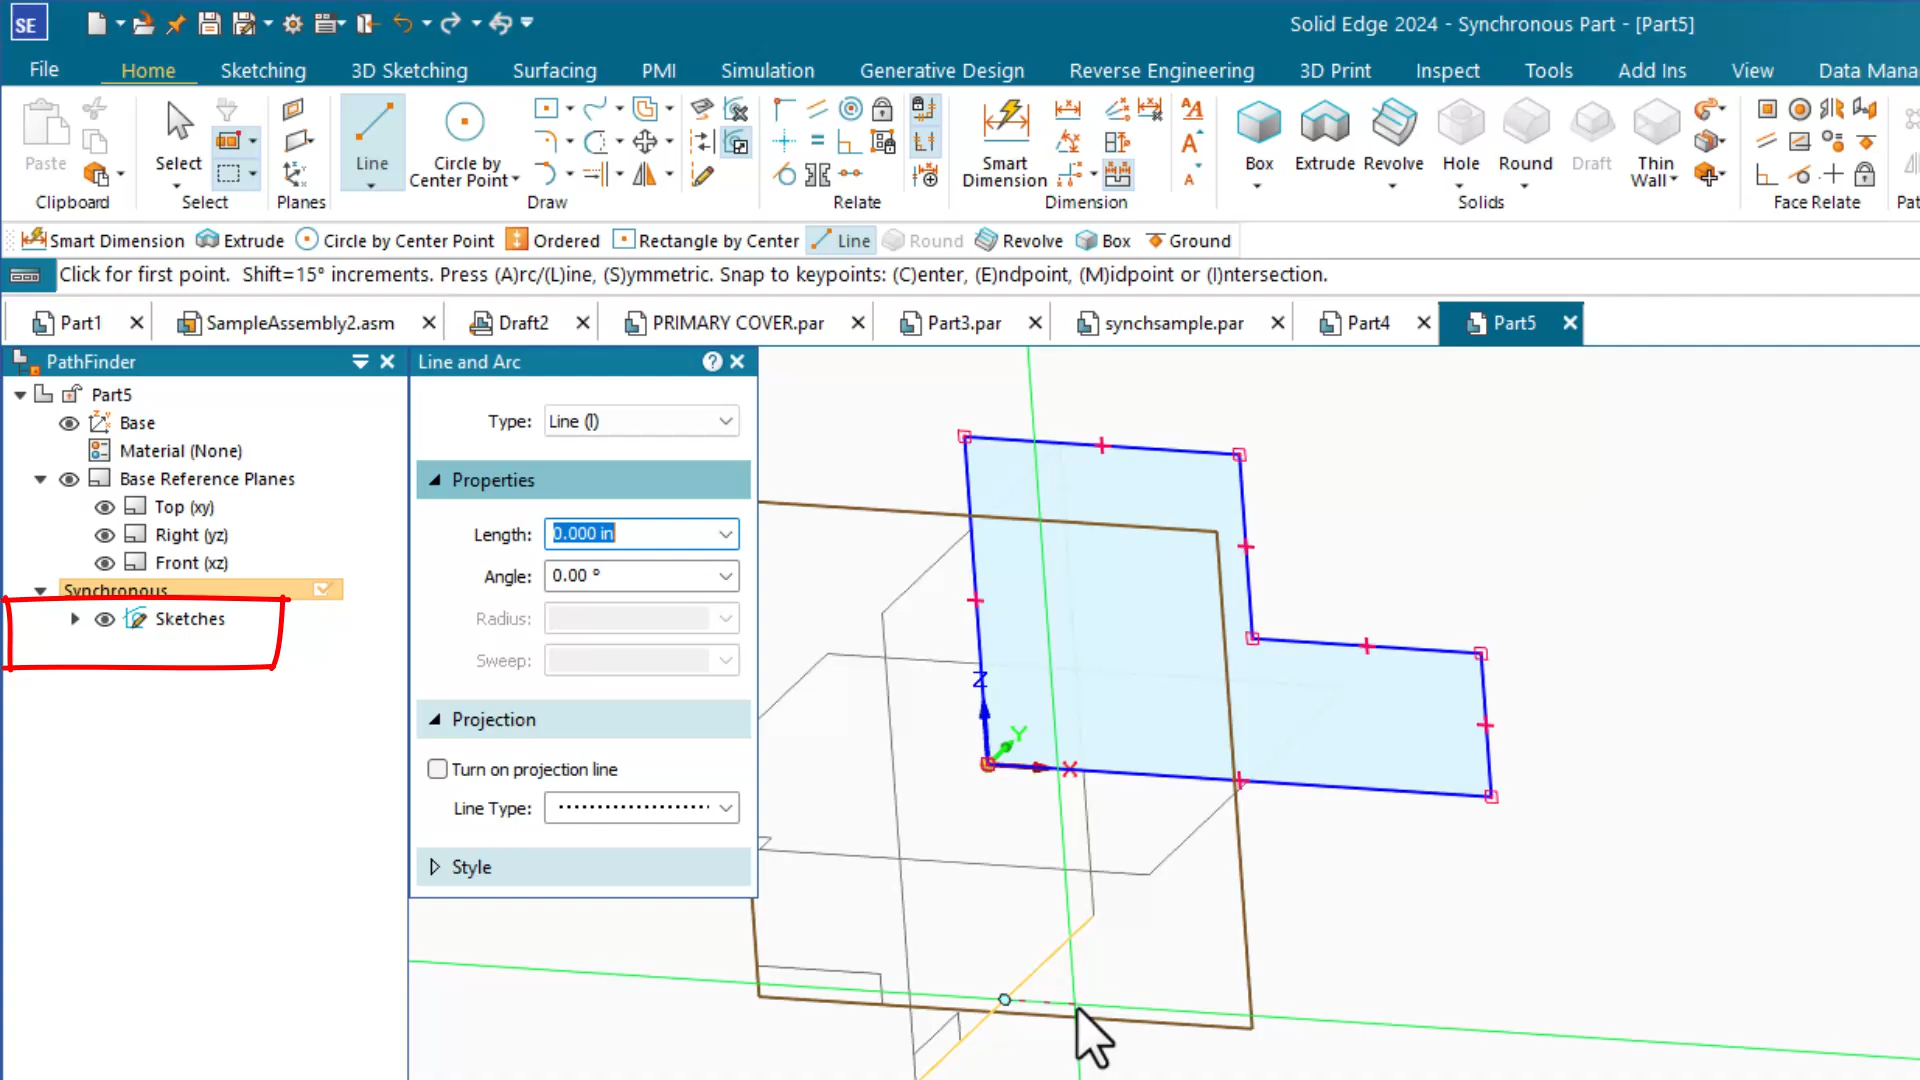 SE
Solid Edge 2024 - Synchronous Part - [Part5]
File Home Sketching 3D Sketching Surfacing PMI Simulation Generative Design Reverse Engineering 3D Print Inspect Tools Add Ins View Data Mana
Paste
Select
Line
Circle by
Center Point
Smart
Dimension
Box
Extrude
Revolve
Hole
Round
Draft
Thin
Wall
Clipboard Select Planes Draw Relate Dimension Solids Face Relate Pat
Smart Dimension Extrude Circle by Center Point Ordered Rectangle by Center Line Round Revolve Box Ground
Click for first point.  Shift=15° increments. Press (A)rc/(L)ine, (S)ymmetric. Snap to keypoints: (C)enter, (E)ndpoint, (M)idpoint or (I)ntersection.
Part1 SampleAssembly2.asm Draft2 PRIMARY COVER.par Part3.par synchsample.par Part4 Part5
PathFinder
Part5
Base
Material (None)
Base Reference Planes
Top (xy)
Right (yz)
Front (xz)
Synchronous
Sketches
Line and Arc
Type: Line (l)
Properties
Length: 0.000 in
Angle: 0.00 °
Radius:
Sweep:
Projection
Turn on projection line
Line Type:
Style
Z
Y
X